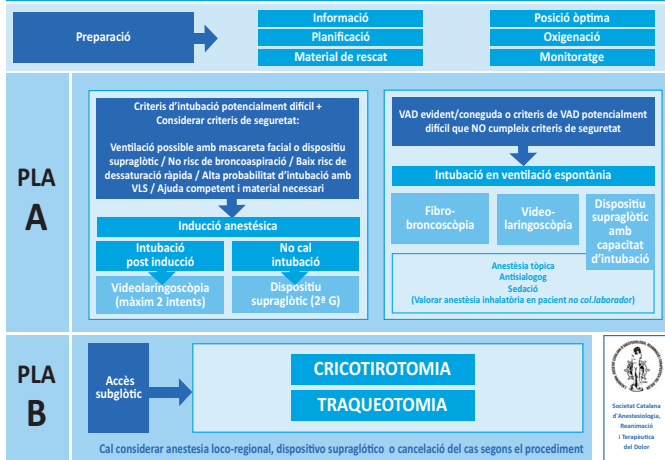 Preparació
Informació
Planificació
Material de rescat
Posició òptima
Oxigenació
Monitoratge
PLA
A
Criteris d'intubació potencialment difícil +
Considerar criteris de seguretat:
Ventilació possible amb mascareta facial o dispositiu
supraglòtic / No risc de broncoaspiració / Baix risc de
dessaturació ràpida / Alta probabilitat d'intubació amb
VLS / Ajuda competent i material necessari
Inducció anestésica
Intubació
post inducció
No cal
intubació
Videolaringoscòpia
(màxim 2 intents)
Dispositiu
supraglòtic (2ª G)
VAD evident/coneguda o criteris de VAD potencialment
difícil que NO cumpleix criteris de seguretat
Intubació en ventilació espontània
Fibro-
broncoscòpia
Video-
laringoscòpia
Dispositiu
supraglòtic
amb
capacitat
d'intubació
Anestèsia tòpica
Antisialogog
Sedació
(Valorar anestèsia inhalatòria en pacient no col.laborador)
PLA
B
Accès
subglòtic
CRICOTIROTOMIA
TRAQUEOTOMIA
Cal considerar anestesia loco-regional, dispositivo supraglótico o cancelació del cas segons el procediment
Societat Catalana
d'Anestesiologia,
Reanimació
i Terapèutica
del Dolor